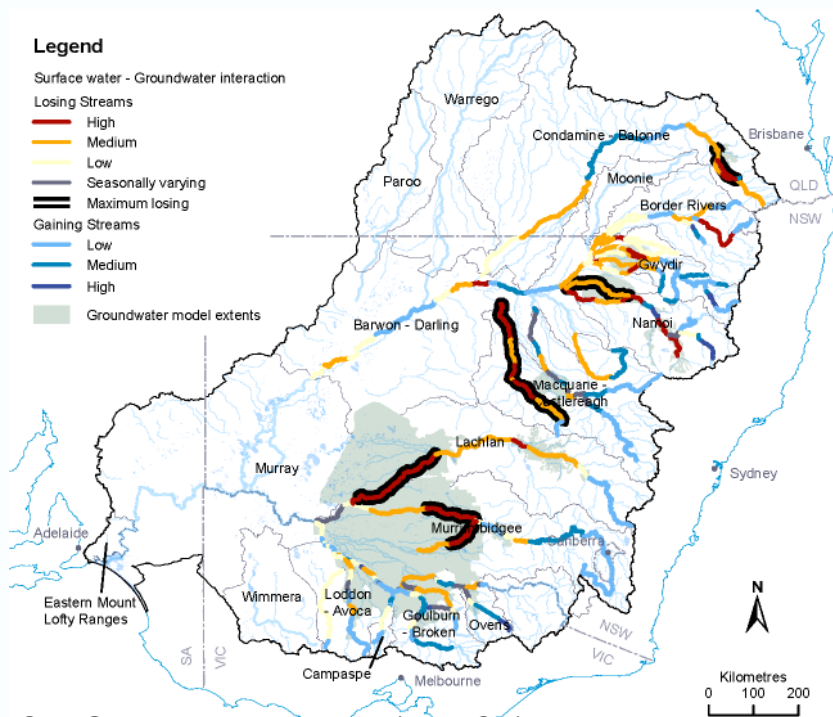 Legend
Surface water - Groundwater interaction
Losing Streams
High
Medium
Low
Seasonally varying
Maximum losing
Gaining Streams
Low
Medium
High
Groundwater model extents
Warrego
Condamine - Balonne
Brisbane
Paroo
Moonie
QLD
NSW
Border Rivers
Gwydir
Barwon - Darling
Namoi
Macquarie -
Castlereagh
Lachlan
Murray
Sydney
Murrumbidgee
Adelaide
Canberra
Eastern Mount
Lofty Ranges
Wimmera
Loddon
- Avoca
Goulburn
- Broken
Ovens
NSW
VIC
SA
VIC
Campaspe
Melbourne
N
Kilometres
0 100 200